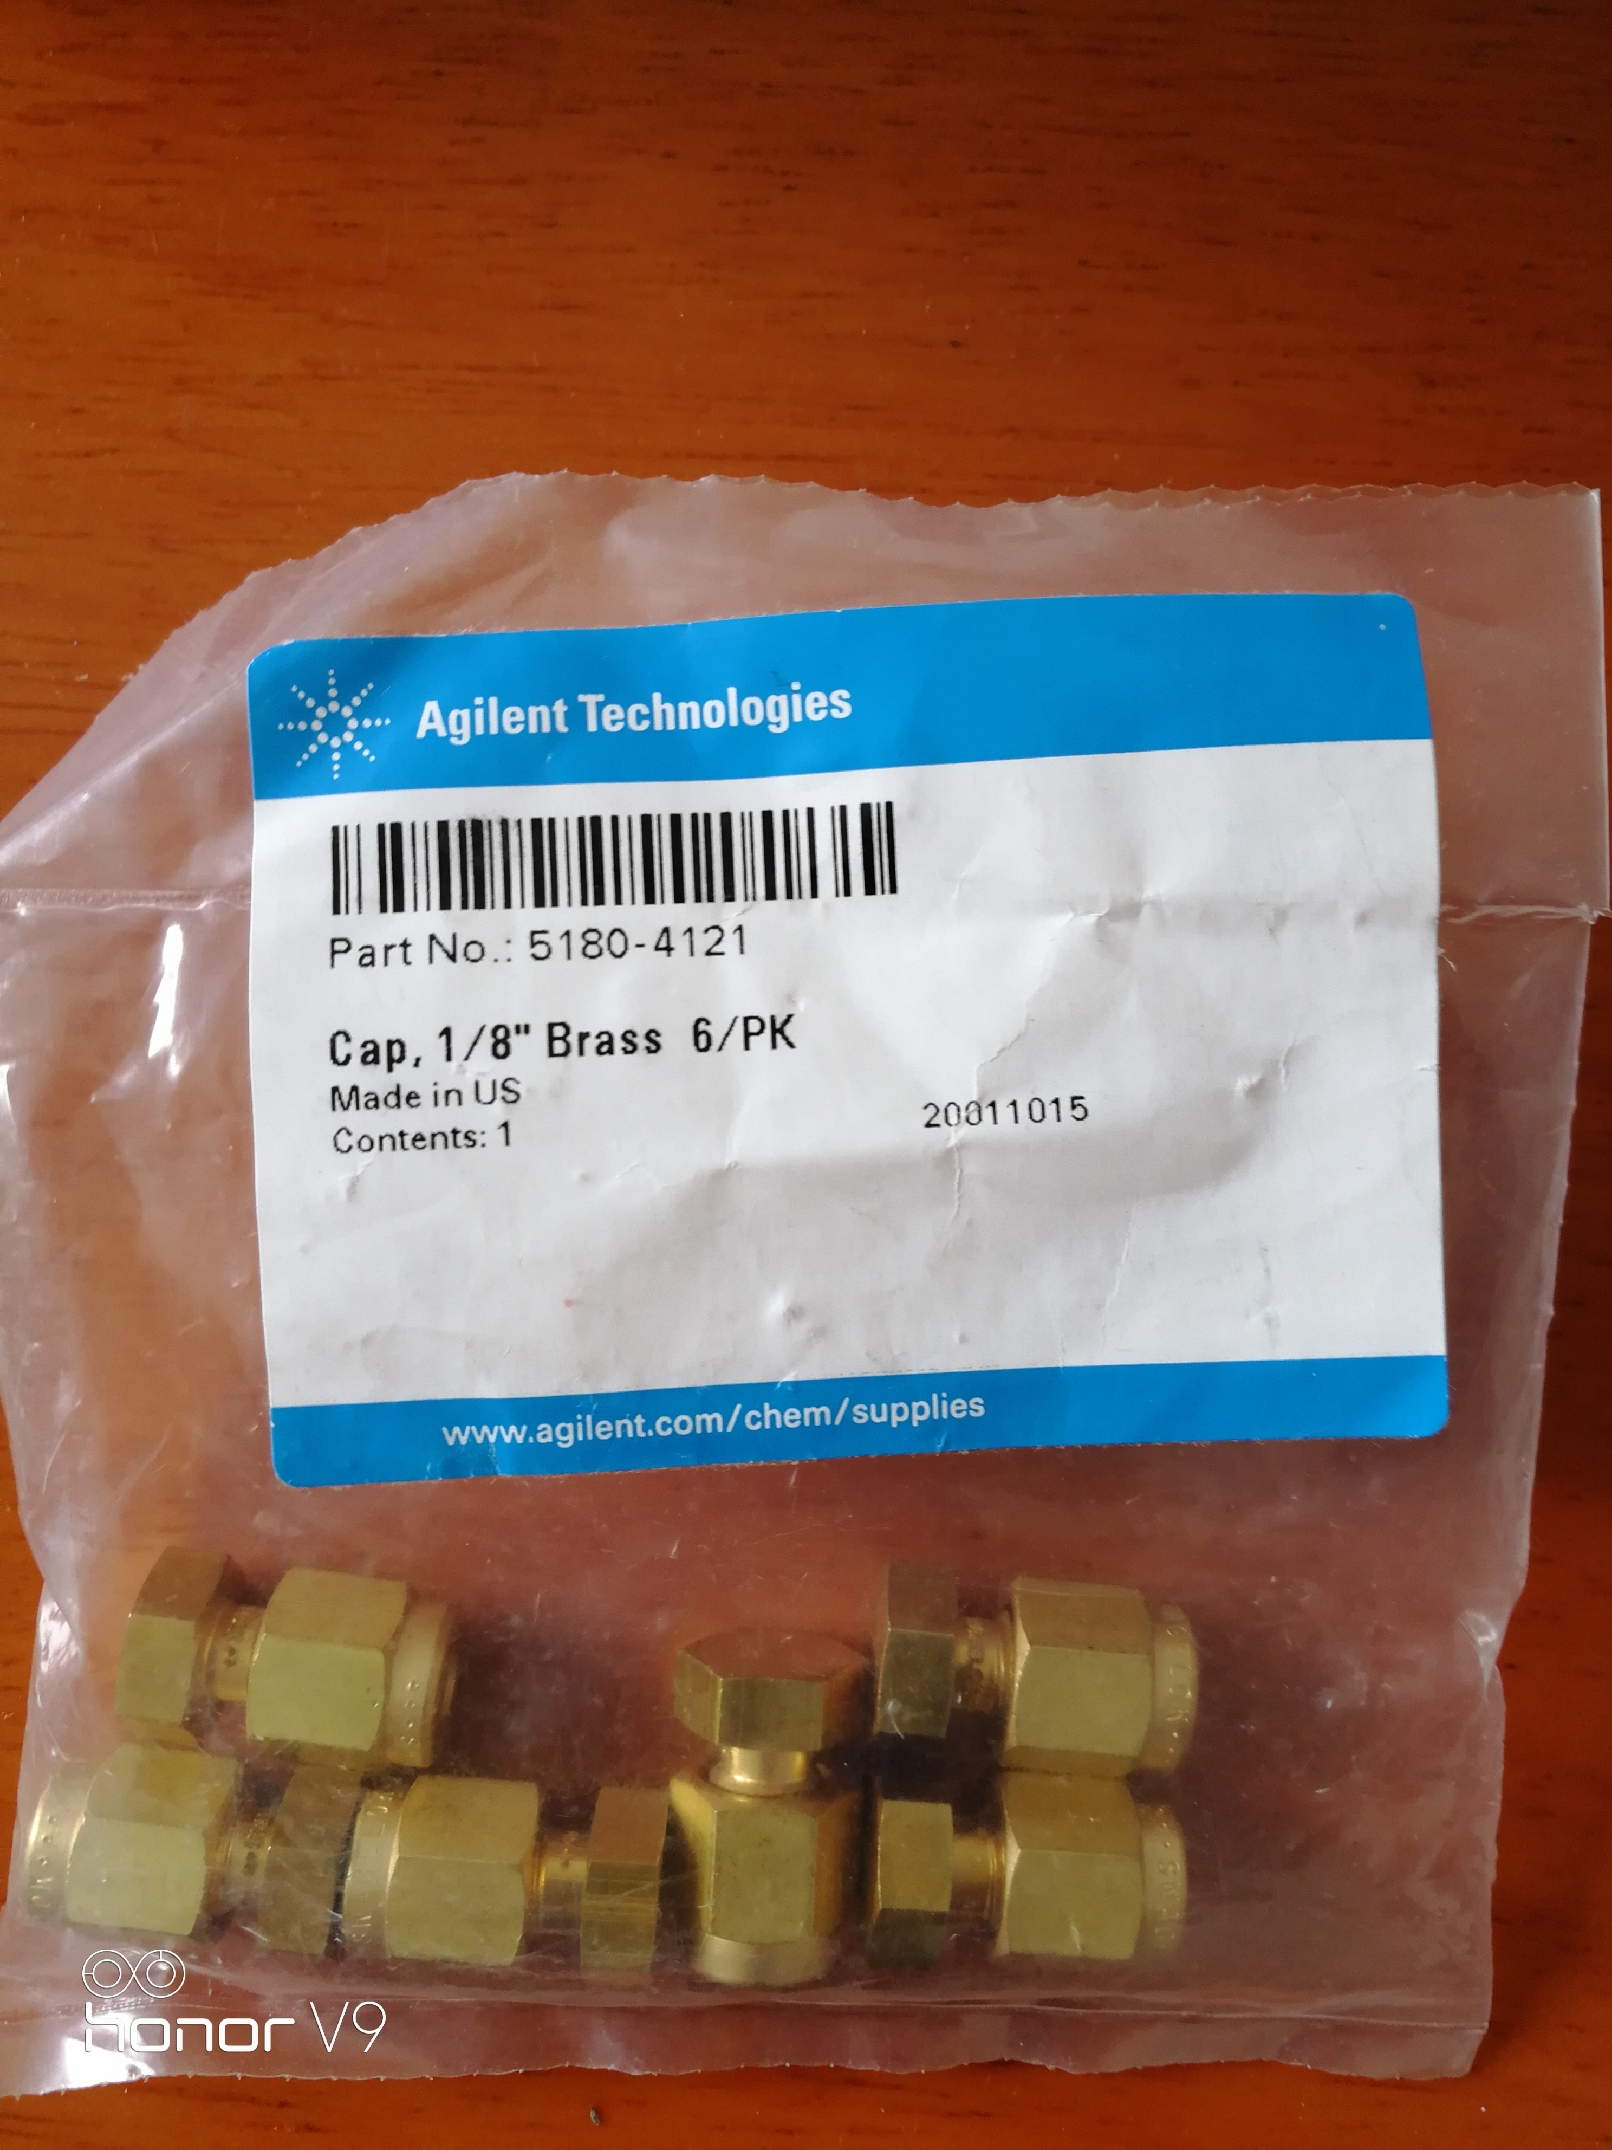 Agilent Technologies
Part No.: 5180-4121
Cap, 1/8" Brass 6/PK
Made in US
Contents: 1
20011015
www.agilent.com/chem/supplies
honor V9